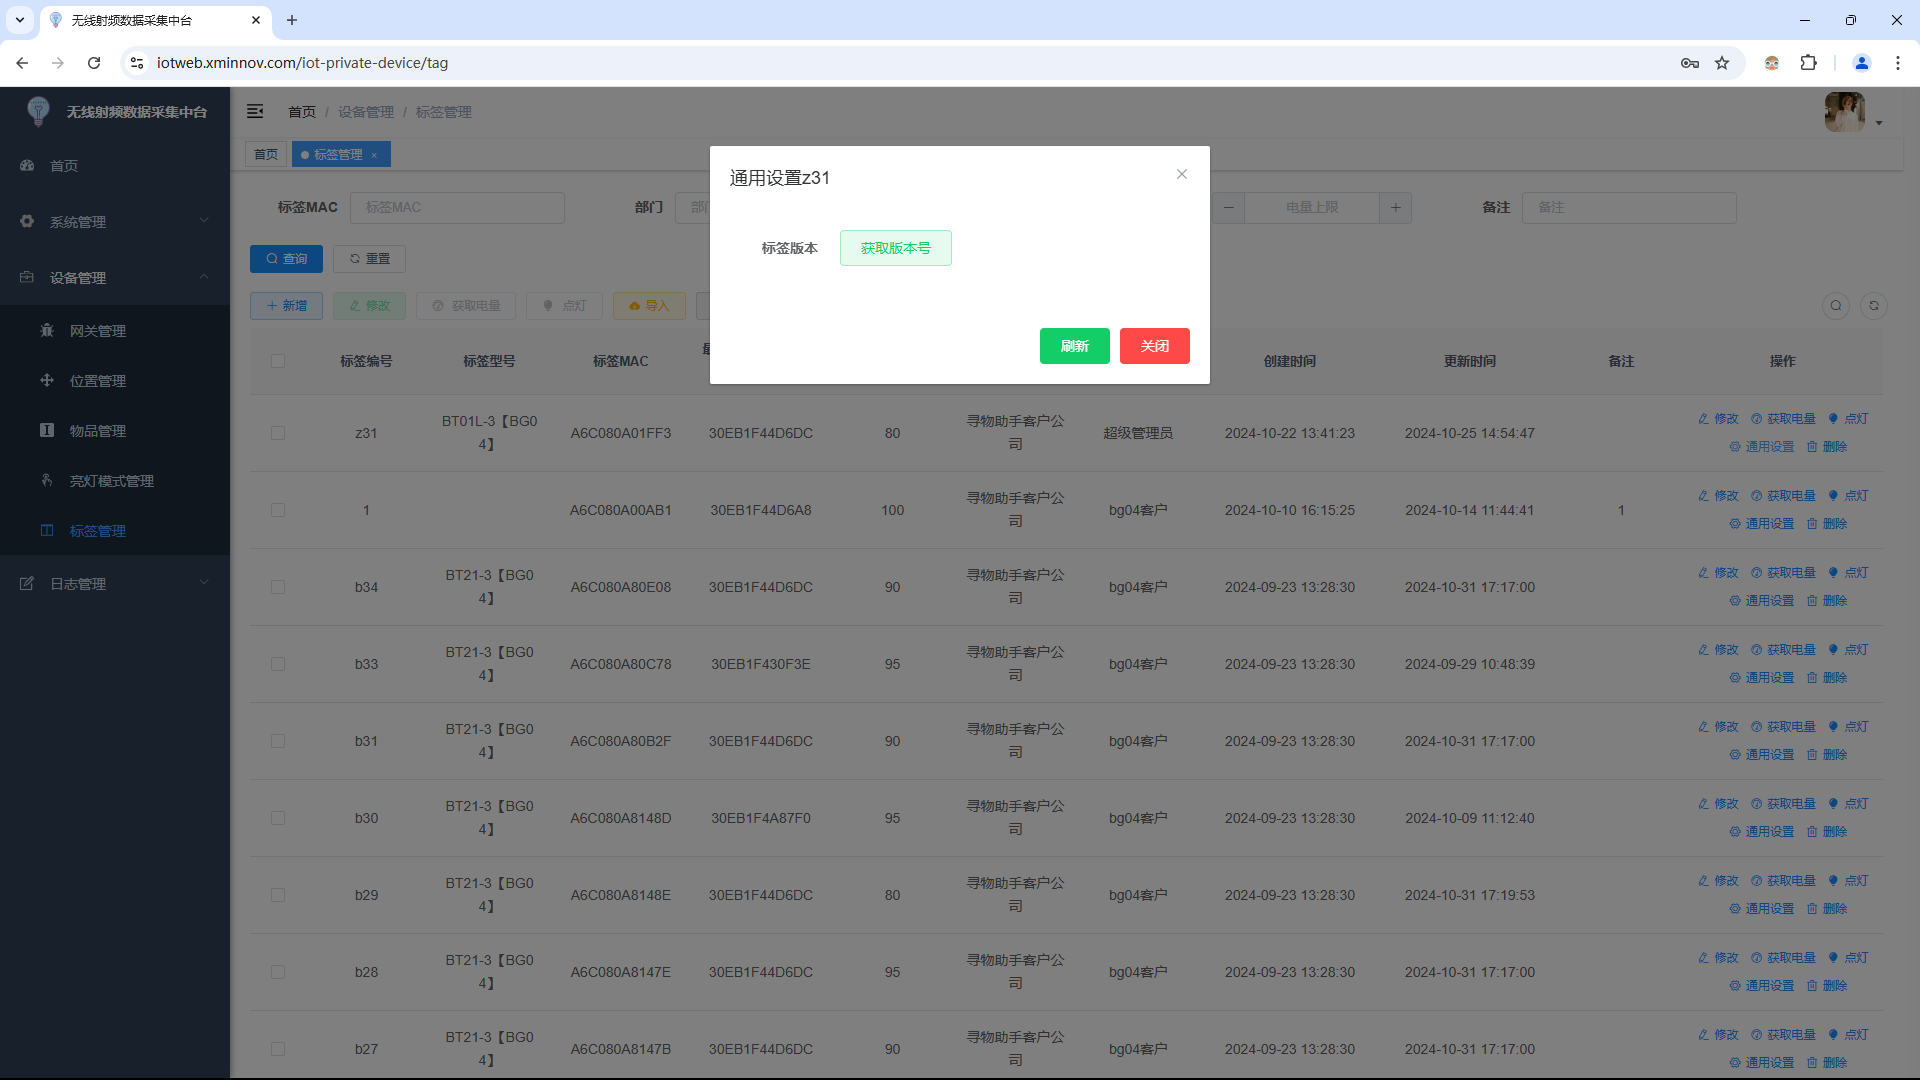 无线射频数据采集中台
iotweb.xminnov.com/iot-private-device/tag
无线射频数据采集中台
首页
系统管理
设备管理
网关管理
位置管理
物品管理
亮灯模式管理
标签管理
日志管理
首页 / 设备管理 / 标签管理
首页 标签管理
标签MAC 标签MAC 部门 电量上限 备注 备注
查询 重置
新增 修改 获取电量 点灯 导入
通用设置z31
标签版本 获取版本号
刷新 关闭
标签编号 标签型号 标签MAC 创建时间 更新时间 备注 操作
z31 BT01L-3【BG04】 A6C080A01FF3 30EB1F44D6DC 80 寻物助手客户公司 超级管理员 2024-10-22 13:41:23 2024-10-25 14:54:47 修改 获取电量 点灯
通用设置 删除
1 A6C080A00AB1 30EB1F44D6A8 100 寻物助手客户公司 bg04客户 2024-10-10 16:15:25 2024-10-14 11:44:41 1 修改 获取电量 点灯
通用设置 删除
b34 BT21-3【BG04】 A6C080A80E08 30EB1F44D6DC 90 寻物助手客户公司 bg04客户 2024-09-23 13:28:30 2024-10-31 17:17:00 修改 获取电量 点灯
通用设置 删除
b33 BT21-3【BG04】 A6C080A80C78 30EB1F430F3E 95 寻物助手客户公司 bg04客户 2024-09-23 13:28:30 2024-09-29 10:48:39 修改 获取电量 点灯
通用设置 删除
b31 BT21-3【BG04】 A6C080A80B2F 30EB1F44D6DC 90 寻物助手客户公司 bg04客户 2024-09-23 13:28:30 2024-10-31 17:17:00 修改 获取电量 点灯
通用设置 删除
b30 BT21-3【BG04】 A6C080A8148D 30EB1F4A87F0 95 寻物助手客户公司 bg04客户 2024-09-23 13:28:30 2024-10-09 11:12:40 修改 获取电量 点灯
通用设置 删除
b29 BT21-3【BG04】 A6C080A8148E 30EB1F44D6DC 80 寻物助手客户公司 bg04客户 2024-09-23 13:28:30 2024-10-31 17:19:53 修改 获取电量 点灯
通用设置 删除
b28 BT21-3【BG04】 A6C080A8147E 30EB1F44D6DC 95 寻物助手客户公司 bg04客户 2024-09-23 13:28:30 2024-10-31 17:17:00 修改 获取电量 点灯
通用设置 删除
b27 BT21-3【BG04】 A6C080A8147B 30EB1F44D6DC 90 寻物助手客户公司 bg04客户 2024-09-23 13:28:30 2024-10-31 17:17:00 修改 获取电量 点灯
通用设置 删除